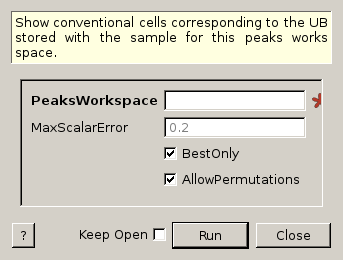 Show conventional cells corresponding to the UB
stored with the sample for this peaks works
space.
PeaksWorkspace
MaxScalarError 0.2
BestOnly
AllowPermutations
? Keep Open Run Close